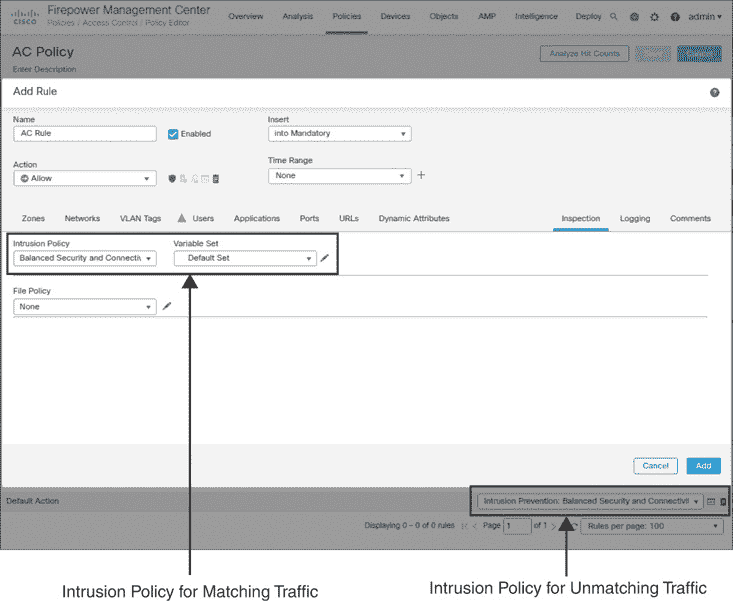 cisco
Firepower Management Center
Policies / Access Control / Policy Editor
Overview
Analysis
Policies
Devices
Objects
AMP
Intelligence
Deploy
admin
AC Policy
Enter Description
Analyze Hit Counts
Add Rule
Name
AC Rule
Enabled
Insert
into Mandatory
Action
Allow
Time Range
None
Zones
Networks
VLAN Tags
Users
Applications
Ports
URLs
Dynamic Attributes
Inspection
Logging
Comments
Intrusion Policy
Balanced Security and Connectiv
Variable Set
Default Set
File Policy
None
Cancel
Add
Default Action
Intrusion Prevention: Balanced Security and Connectivit
Displaying 0 - 0 of 0 rules
Page 1 of 1
Rules per page: 100
Intrusion Policy for Matching Traffic
Intrusion Policy for Unmatching Traffic